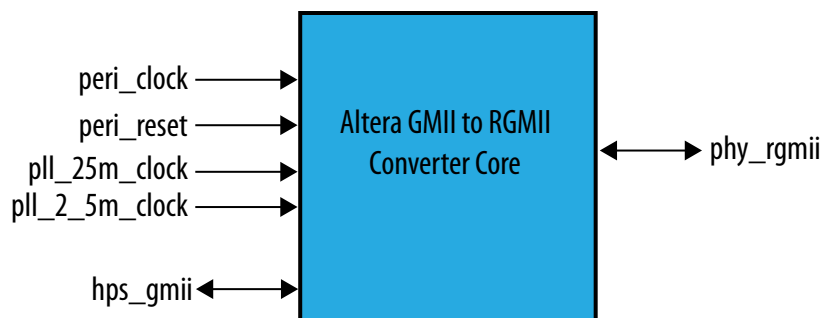 peri_clock
peri_reset
pll_25m_clock
pll_2_5m_clock
hps_gmii
Altera GMII to RGMII
Converter Core
phy_rgmii